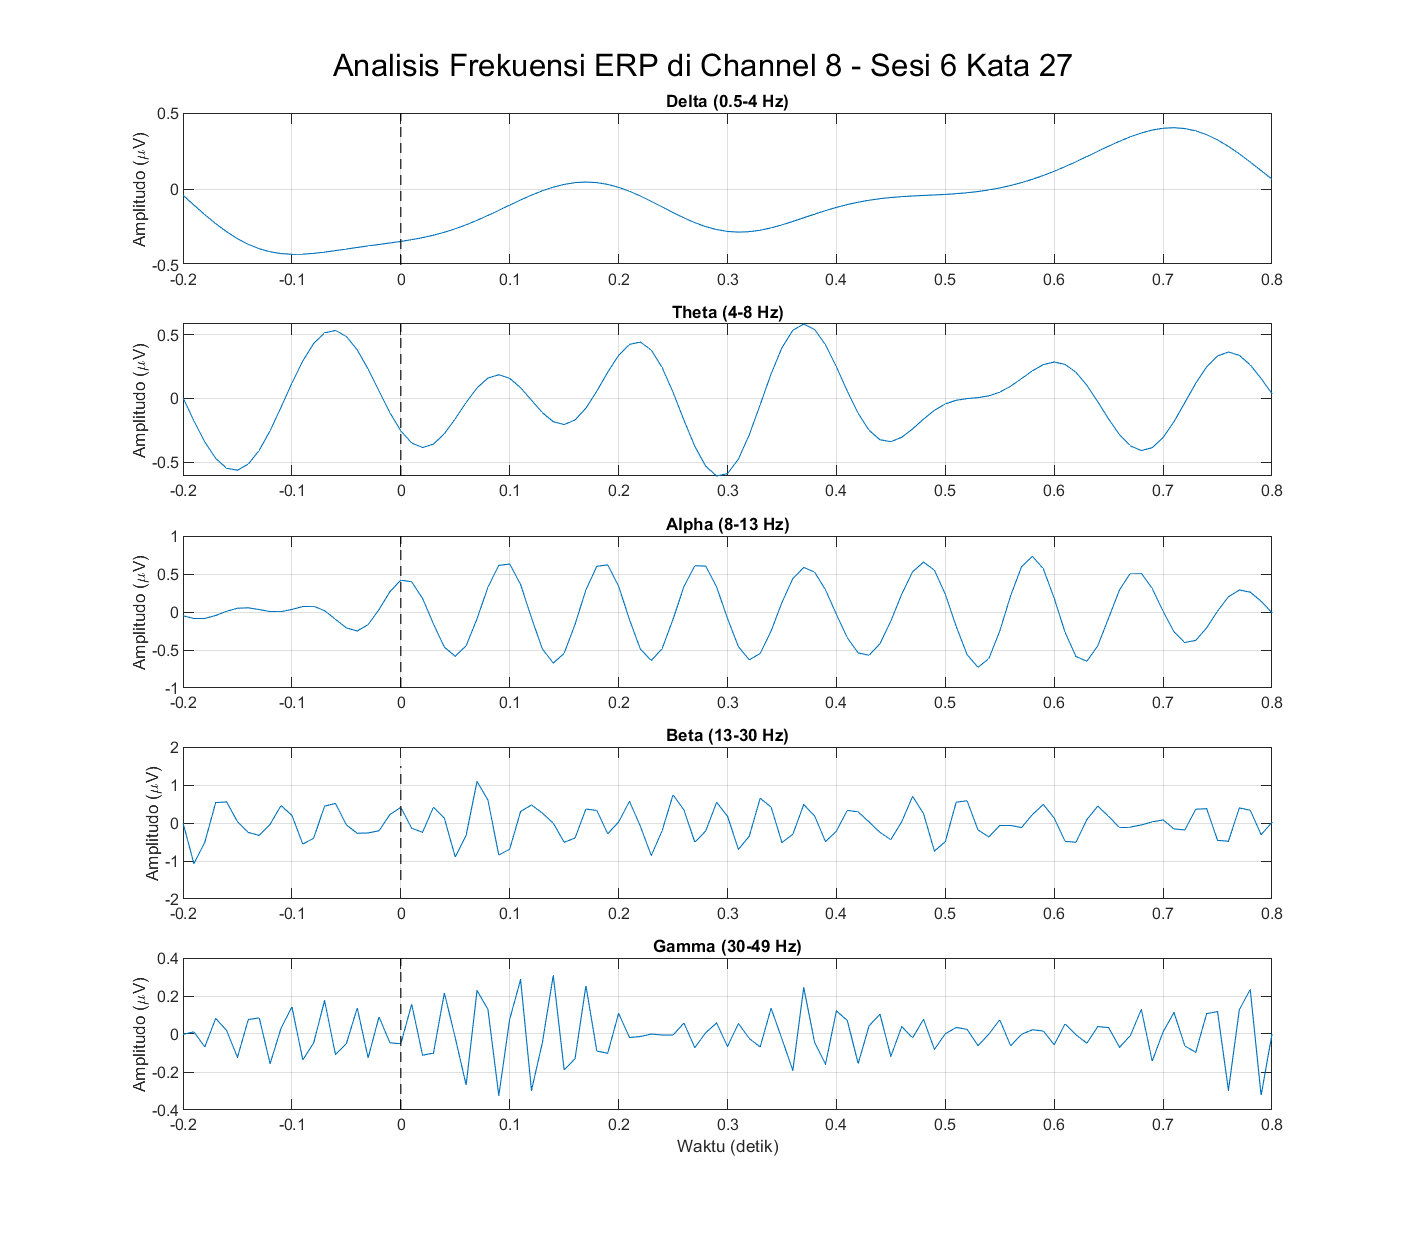 Analisis Frekuensi ERP di Channel 8 - Sesi 6 Kata 27
Delta (0.5-4 Hz)
Amplitudo (μV)
0.5
0
-0.5
-0.2 -0.1 0 0.1 0.2 0.3 0.4 0.5 0.6 0.7 0.8
Theta (4-8 Hz)
Amplitudo (μV)
0.5
0
-0.5
-0.2 -0.1 0 0.1 0.2 0.3 0.4 0.5 0.6 0.7 0.8
Alpha (8-13 Hz)
Amplitudo (μV)
1
0.5
0
-0.5
-1
-0.2 -0.1 0 0.1 0.2 0.3 0.4 0.5 0.6 0.7 0.8
Beta (13-30 Hz)
Amplitudo (μV)
2
1
0
-1
-2
-0.2 -0.1 0 0.1 0.2 0.3 0.4 0.5 0.6 0.7 0.8
Gamma (30-49 Hz)
Amplitudo (μV)
0.4
0.2
0
-0.2
-0.4
-0.2 -0.1 0 0.1 0.2 0.3 0.4 0.5 0.6 0.7 0.8
Waktu (detik)